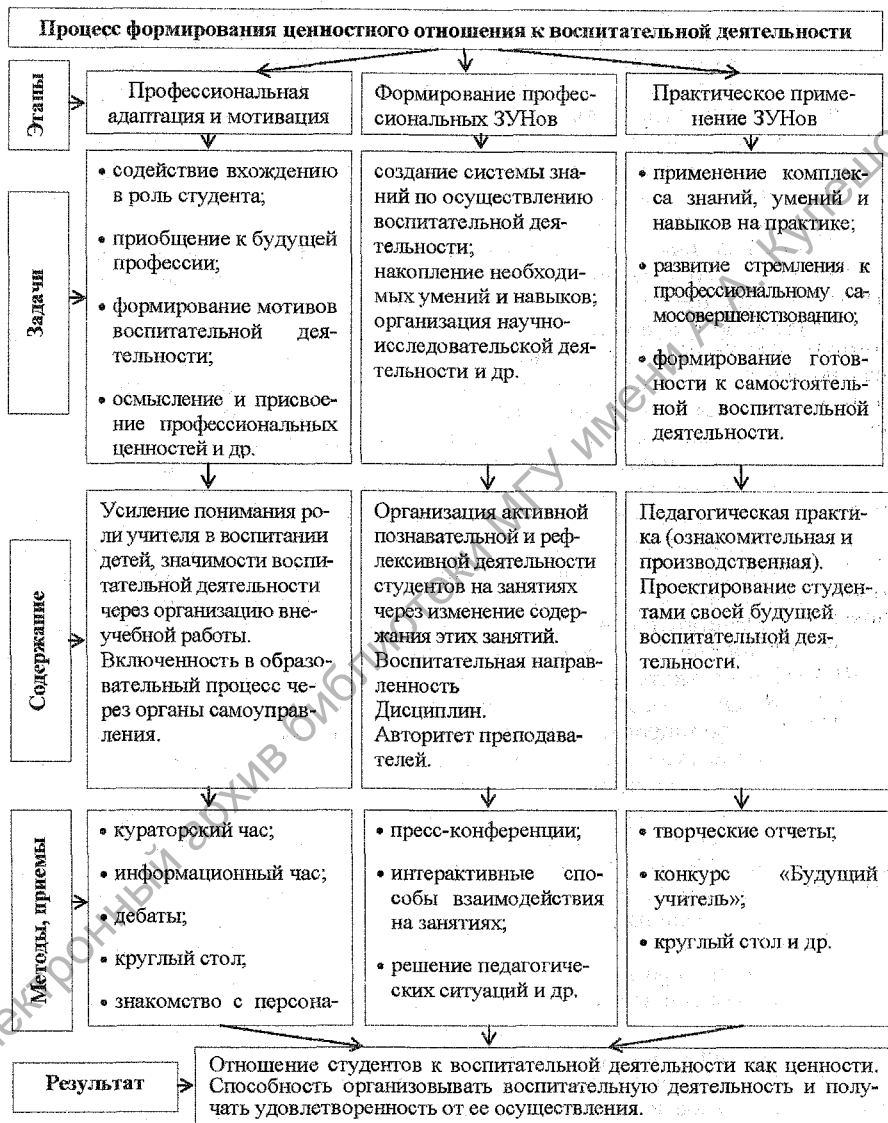 Процесс формирования ценностного отношения к воспитательной деятельности
Этапы
Профессиональная
адаптация и мотивация
Формирование профес-
сиональных ЗУНов
Практическое приме-
нение ЗУНов
Задачи
• содействие вхождению
в роль студента;
• приобщение к будущей
профессии;
• формирование мотивов
воспитательной дея-
тельности;
• осмысление и присвое-
ние профессиональных
ценностей и др.
создание системы зна-
ний по осуществлению
воспитательной дея-
тельности;
накопление необходи-
мых умений и навыков;
организация научно-
исследовательской дея-
тельности и др.
• применение комплек-
са знаний, умений и
навыков на практике;
• развитие стремления к
профессиональному са-
мосовершенствованию;
• формирование готов-
ности к самостоятель-
ной воспитательной
деятельности.
Содержание
Усиление понимания ро-
ли учителя в воспитании
детей, значимости воспи-
тательной деятельности
через организацию вне-
учебной работы.
Включенность в образо-
вательный процесс че-
рез органы самоуправ-
ления.
Организация активной
познавательной и реф-
лексивной деятельности
студентов на занятиях
через изменение содер-
жания этих занятий.
Воспитательная направ-
ленность
Дисциплин.
Авторитет преподава-
телей.
Педагогическая практи-
ка (ознакомительная и
производственная).
Проектирование студен-
тами своей будущей
воспитательной дея-
тельности.
Методы, приемы
• кураторский час;
• информационный час;
• дебаты;
• круглый стол;
• знакомство с персона-
• пресс-конференции;
• интерактивные спо-
собы взаимодействия
на занятиях;
• решение педагогиче-
ских ситуаций и др.
• творческие отчеты;
• конкурс «Будущий
учитель»;
• круглый стол и др.
Результат
Отношение студентов к воспитательной деятельности как ценности.
Способность организовывать воспитательную деятельность и полу-
чать удовлетворенность от ее осуществления.
электронный архив библиотеки МГУ имени А.А. Кулешо